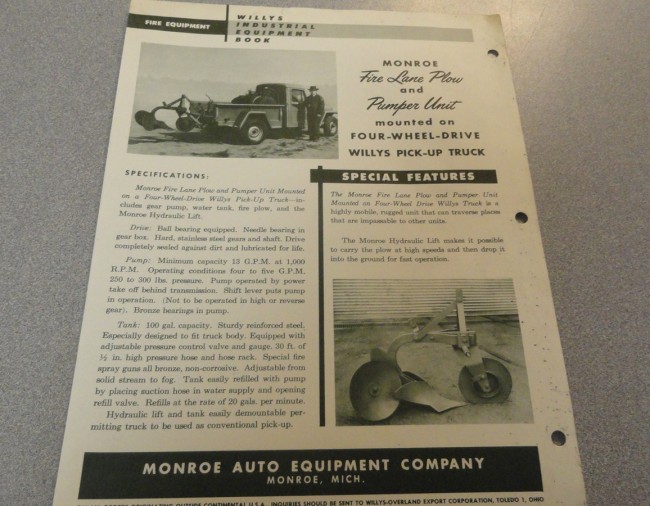 FIRE EQUIPMENT
WILLYS
INDUSTRIAL
EQUIPMENT
BOOK
MONROE
Fire Lane Plow
and
Pumper Unit
mounted on
FOUR-WHEEL-DRIVE
WILLYS PICK-UP TRUCK
SPECIFICATIONS:
Monroe Fire Lane Plow and Pumper Unit Mounted
on a Four-Wheel-Drive Willys Pick-Up Truck—in-
cludes gear pump, water tank, fire plow, and the
Monroe Hydraulic Lift.
Drive: Ball bearing equipped. Needle bearing in
gear box. Hard, stainless steel gears and shaft. Drive
completely sealed against dirt and lubricated for life.
Pump: Minimum capacity 13 G.P.M. at 1,000
R.P.M. Operating conditions four to five G.P.M.
250 to 300 lbs. pressure. Pump operated by power
take off behind transmission. Shift lever puts pump
in operation. (Not to be operated in high or reverse
gear). Bronze bearings in pump.
Tank: 100 gal. capacity. Sturdy reinforced steel.
Especially designed to fit truck body. Equipped with
adjustable pressure control valve and gauge, 30 ft. of
½ in. high pressure hose and hose rack. Special fire
spray guns all bronze, non-corrosive. Adjustable from
solid stream to fog. Tank easily refilled with pump
by placing suction hose in water supply and opening
refill valve. Refills at the rate of 20 gals. per minute.
Hydraulic lift and tank easily demountable per-
mitting truck to be used as conventional pick-up.
SPECIAL FEATURES
The Monroe Fire Lane Plow and Pumper Unit
Mounted on Four-Wheel-Drive Willys Truck is a
highly mobile, rugged unit that can traverse places
that are impassable to other units.
The Monroe Hydraulic Lift makes it possible
to carry the plow at high speeds and then drop it
into the ground for fast operation.
MONROE AUTO EQUIPMENT COMPANY
MONROE, MICH.
ORIGINATING OUTSIDE CONTINENTAL U.S.A. INQUIRIES SHOULD BE SENT TO WILLYS-OVERLAND EXPORT CORPORATION, TOLEDO 1, OHIO